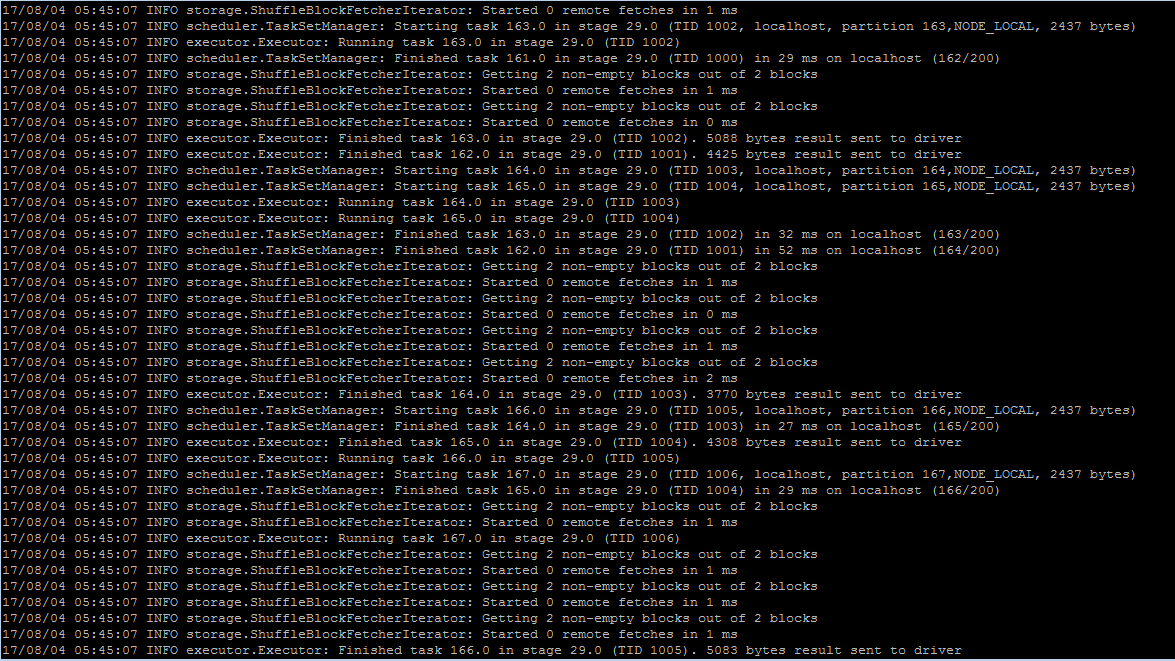 17/08/04 05:45:07 INFO storage.ShuffleBlockFetcherIterator: Started 0 remote fetches in 1 ms
17/08/04 05:45:07 INFO scheduler.TaskSetManager: Starting task 163.0 in stage 29.0 (TID 1002, localhost, partition 163,NODE_LOCAL, 2437 bytes)
17/08/04 05:45:07 INFO executor.Executor: Running task 163.0 in stage 29.0 (TID 1002)
17/08/04 05:45:07 INFO scheduler.TaskSetManager: Finished task 161.0 in stage 29.0 (TID 1000) in 29 ms on localhost (162/200)
17/08/04 05:45:07 INFO storage.ShuffleBlockFetcherIterator: Getting 2 non-empty blocks out of 2 blocks
17/08/04 05:45:07 INFO storage.ShuffleBlockFetcherIterator: Started 0 remote fetches in 1 ms
17/08/04 05:45:07 INFO storage.ShuffleBlockFetcherIterator: Getting 2 non-empty blocks out of 2 blocks
17/08/04 05:45:07 INFO storage.ShuffleBlockFetcherIterator: Started 0 remote fetches in 0 ms
17/08/04 05:45:07 INFO executor.Executor: Finished task 163.0 in stage 29.0 (TID 1002). 5088 bytes result sent to driver
17/08/04 05:45:07 INFO executor.Executor: Finished task 162.0 in stage 29.0 (TID 1001). 4425 bytes result sent to driver
17/08/04 05:45:07 INFO scheduler.TaskSetManager: Starting task 164.0 in stage 29.0 (TID 1003, localhost, partition 164,NODE_LOCAL, 2437 bytes)
17/08/04 05:45:07 INFO scheduler.TaskSetManager: Starting task 165.0 in stage 29.0 (TID 1004, localhost, partition 165,NODE_LOCAL, 2437 bytes)
17/08/04 05:45:07 INFO executor.Executor: Running task 164.0 in stage 29.0 (TID 1003)
17/08/04 05:45:07 INFO executor.Executor: Running task 165.0 in stage 29.0 (TID 1004)
17/08/04 05:45:07 INFO scheduler.TaskSetManager: Finished task 163.0 in stage 29.0 (TID 1002) in 32 ms on localhost (163/200)
17/08/04 05:45:07 INFO scheduler.TaskSetManager: Finished task 162.0 in stage 29.0 (TID 1001) in 52 ms on localhost (164/200)
17/08/04 05:45:07 INFO storage.ShuffleBlockFetcherIterator: Getting 2 non-empty blocks out of 2 blocks
17/08/04 05:45:07 INFO storage.ShuffleBlockFetcherIterator: Started 0 remote fetches in 1 ms
17/08/04 05:45:07 INFO storage.ShuffleBlockFetcherIterator: Getting 2 non-empty blocks out of 2 blocks
17/08/04 05:45:07 INFO storage.ShuffleBlockFetcherIterator: Started 0 remote fetches in 0 ms
17/08/04 05:45:07 INFO storage.ShuffleBlockFetcherIterator: Getting 2 non-empty blocks out of 2 blocks
17/08/04 05:45:07 INFO storage.ShuffleBlockFetcherIterator: Started 0 remote fetches in 1 ms
17/08/04 05:45:07 INFO storage.ShuffleBlockFetcherIterator: Getting 2 non-empty blocks out of 2 blocks
17/08/04 05:45:07 INFO storage.ShuffleBlockFetcherIterator: Started 0 remote fetches in 2 ms
17/08/04 05:45:07 INFO executor.Executor: Finished task 164.0 in stage 29.0 (TID 1003). 3770 bytes result sent to driver
17/08/04 05:45:07 INFO scheduler.TaskSetManager: Starting task 166.0 in stage 29.0 (TID 1005, localhost, partition 166,NODE_LOCAL, 2437 bytes)
17/08/04 05:45:07 INFO scheduler.TaskSetManager: Finished task 164.0 in stage 29.0 (TID 1003) in 27 ms on localhost (165/200)
17/08/04 05:45:07 INFO executor.Executor: Finished task 165.0 in stage 29.0 (TID 1004). 4308 bytes result sent to driver
17/08/04 05:45:07 INFO executor.Executor: Running task 166.0 in stage 29.0 (TID 1005)
17/08/04 05:45:07 INFO scheduler.TaskSetManager: Starting task 167.0 in stage 29.0 (TID 1006, localhost, partition 167,NODE_LOCAL, 2437 bytes)
17/08/04 05:45:07 INFO scheduler.TaskSetManager: Finished task 165.0 in stage 29.0 (TID 1004) in 29 ms on localhost (166/200)
17/08/04 05:45:07 INFO storage.ShuffleBlockFetcherIterator: Getting 2 non-empty blocks out of 2 blocks
17/08/04 05:45:07 INFO storage.ShuffleBlockFetcherIterator: Started 0 remote fetches in 1 ms
17/08/04 05:45:07 INFO executor.Executor: Running task 167.0 in stage 29.0 (TID 1006)
17/08/04 05:45:07 INFO storage.ShuffleBlockFetcherIterator: Getting 2 non-empty blocks out of 2 blocks
17/08/04 05:45:07 INFO storage.ShuffleBlockFetcherIterator: Started 0 remote fetches in 1 ms
17/08/04 05:45:07 INFO storage.ShuffleBlockFetcherIterator: Getting 2 non-empty blocks out of 2 blocks
17/08/04 05:45:07 INFO storage.ShuffleBlockFetcherIterator: Started 0 remote fetches in 1 ms
17/08/04 05:45:07 INFO storage.ShuffleBlockFetcherIterator: Getting 2 non-empty blocks out of 2 blocks
17/08/04 05:45:07 INFO storage.ShuffleBlockFetcherIterator: Started 0 remote fetches in 1 ms
17/08/04 05:45:07 INFO executor.Executor: Finished task 166.0 in stage 29.0 (TID 1005). 5083 bytes result sent to driver